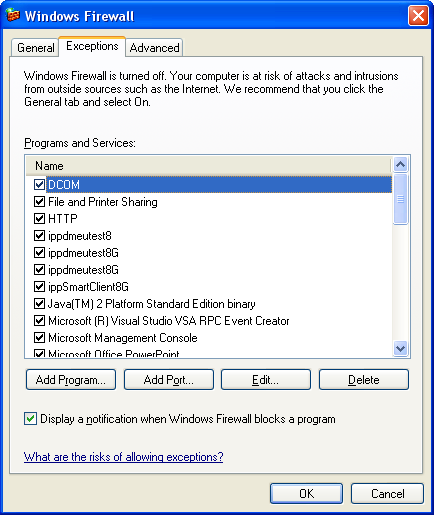 Windows Firewall
General
Exceptions
Advanced
Windows Firewall is turned off. Your computer is at risk of attacks and intrusions
from outside sources such as the Internet. We recommend that you click the
General tab and select On.
Programs and Services:
Name
DCOM
File and Printer Sharing
HTTP
ippdmeutest8
ippdmeutest8G
ippdmeutest8G
ippSmartClient8G
Java(TM) 2 Platform Standard Edition binary
Microsoft (R) Visual Studio VSA RPC Event Creator
Microsoft Management Console
Microsoft Office PowerPoint
Add Program...
Add Port...
Edit...
Delete
Display a notification when Windows Firewall blocks a program
What are the risks of allowing exceptions?
OK
Cancel